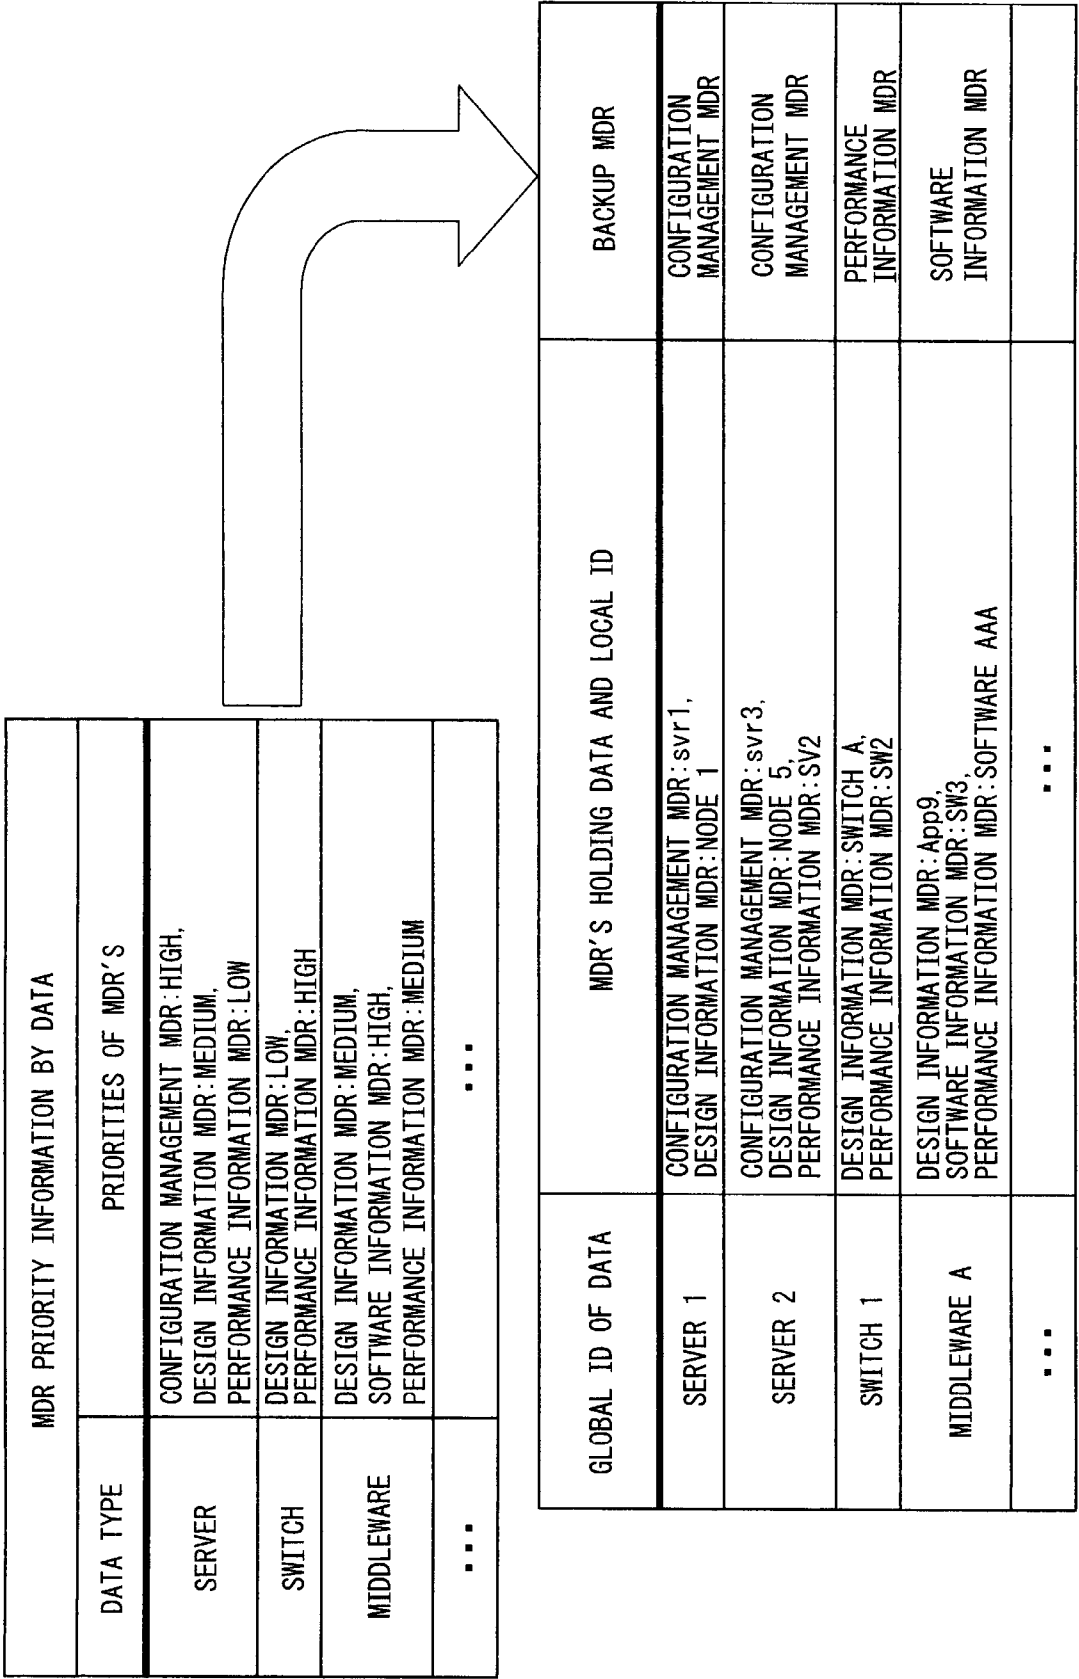 MDR PRIORITY INFORMATION BY DATA
DATA TYPE
PRIORITIES OF MDR'S
SERVER
CONFIGURATION MANAGEMENT MDR:HIGH,
DESIGN INFORMATION MDR:MEDIUM,
PERFORMANCE INFORMATION MDR:LOW
SWITCH
DESIGN INFORMATION MDR:LOW,
PERFORMANCE INFORMATION MDR:HIGH
MIDDLEWARE
DESIGN INFORMATION MDR:MEDIUM,
SOFTWARE INFORMATION MDR:HIGH,
PERFORMANCE INFORMATION MDR:MEDIUM
...
...
GLOBAL ID OF DATA
MDR'S HOLDING DATA AND LOCAL ID
BACKUP MDR
SERVER 1
CONFIGURATION MANAGEMENT MDR:svr1,
DESIGN INFORMATION MDR:NODE 1
CONFIGURATION
MANAGEMENT MDR
SERVER 2
CONFIGURATION MANAGEMENT MDR:svr3,
DESIGN INFORMATION MDR:NODE 5,
PERFORMANCE INFORMATION MDR:SV2
CONFIGURATION
MANAGEMENT MDR
SWITCH 1
DESIGN INFORMATION MDR:SWITCH A,
PERFORMANCE INFORMATION MDR:SW2
PERFORMANCE
INFORMATION MDR
MIDDLEWARE A
DESIGN INFORMATION MDR:App9,
SOFTWARE INFORMATION MDR:SW3,
PERFORMANCE INFORMATION MDR:SOFTWARE AAA
SOFTWARE
INFORMATION MDR
...
...